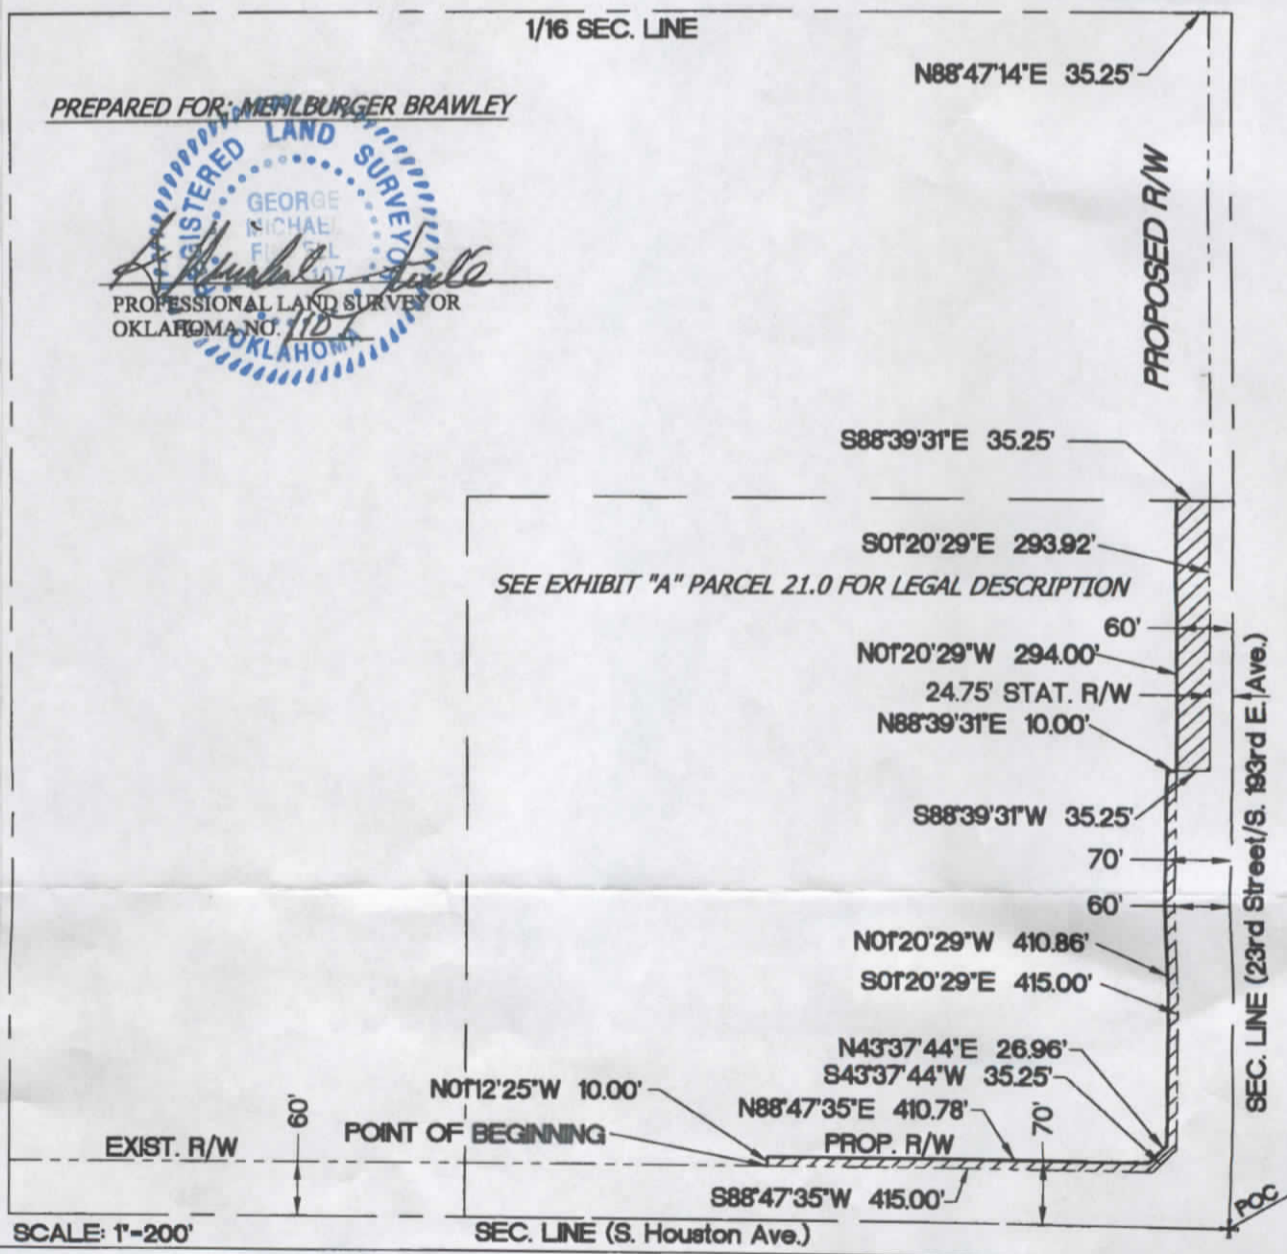 1/16 SEC. LINE
N88°47'14"E 35.25'
PREPARED FOR: MEHLBURGER BRAWLEY
REGISTERED LAND SURVEYOR
GEORGE
MICHAEL
1107
OKLAHOMA
PROFESSIONAL LAND SURVEYOR
OKLAHOMA NO. 1107
PROPOSED R/W
S88°39'31"E 35.25'
S01°20'29"E 293.92'
SEE EXHIBIT "A" PARCEL 21.0 FOR LEGAL DESCRIPTION
60'
N01°20'29"W 294.00'
24.75' STAT. R/W
N88°39'31"E 10.00'
S88°39'31"W 35.25'
70'
60'
N01°20'29"W 410.86'
S01°20'29"E 415.00'
SEC. LINE (23rd Street/S. 193rd E. Ave.)
N43°37'44"E 26.96'
S43°37'44"W 35.25'
N01°12'25"W 10.00'
N88°47'35"E 410.78'
60'
70'
POINT OF BEGINNING
PROP. R/W
EXIST. R/W
S88°47'35"W 415.00'
POC
SCALE: 1"-200'
SEC. LINE (S. Houston Ave.)